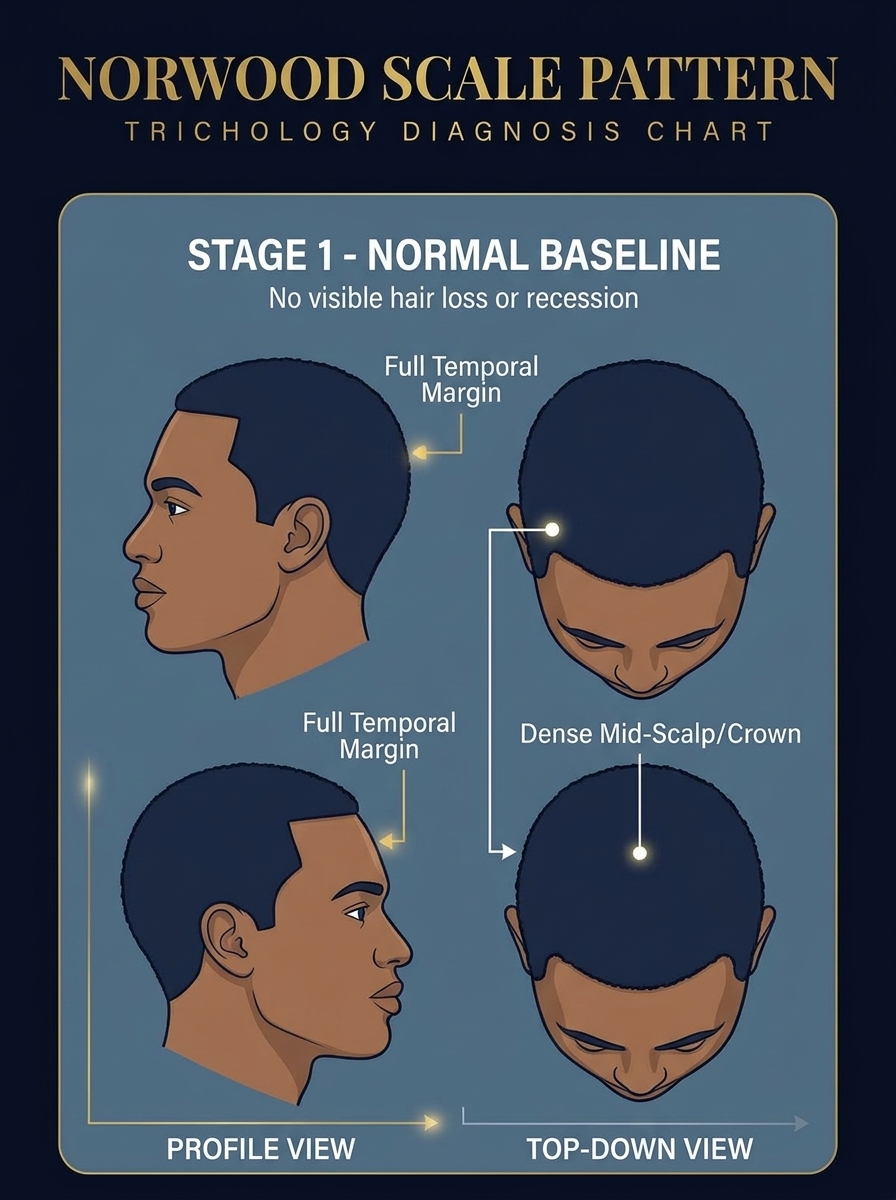 NORWOOD SCALE PATTERN
TRICHOLOGY DIAGNOSIS CHART
STAGE 1 - NORMAL BASELINE
No visible hair loss or recession
Full Temporal
Margin
Full Temporal
Margin
Dense Mid-Scalp/Crown
PROFILE VIEW
TOP-DOWN VIEW